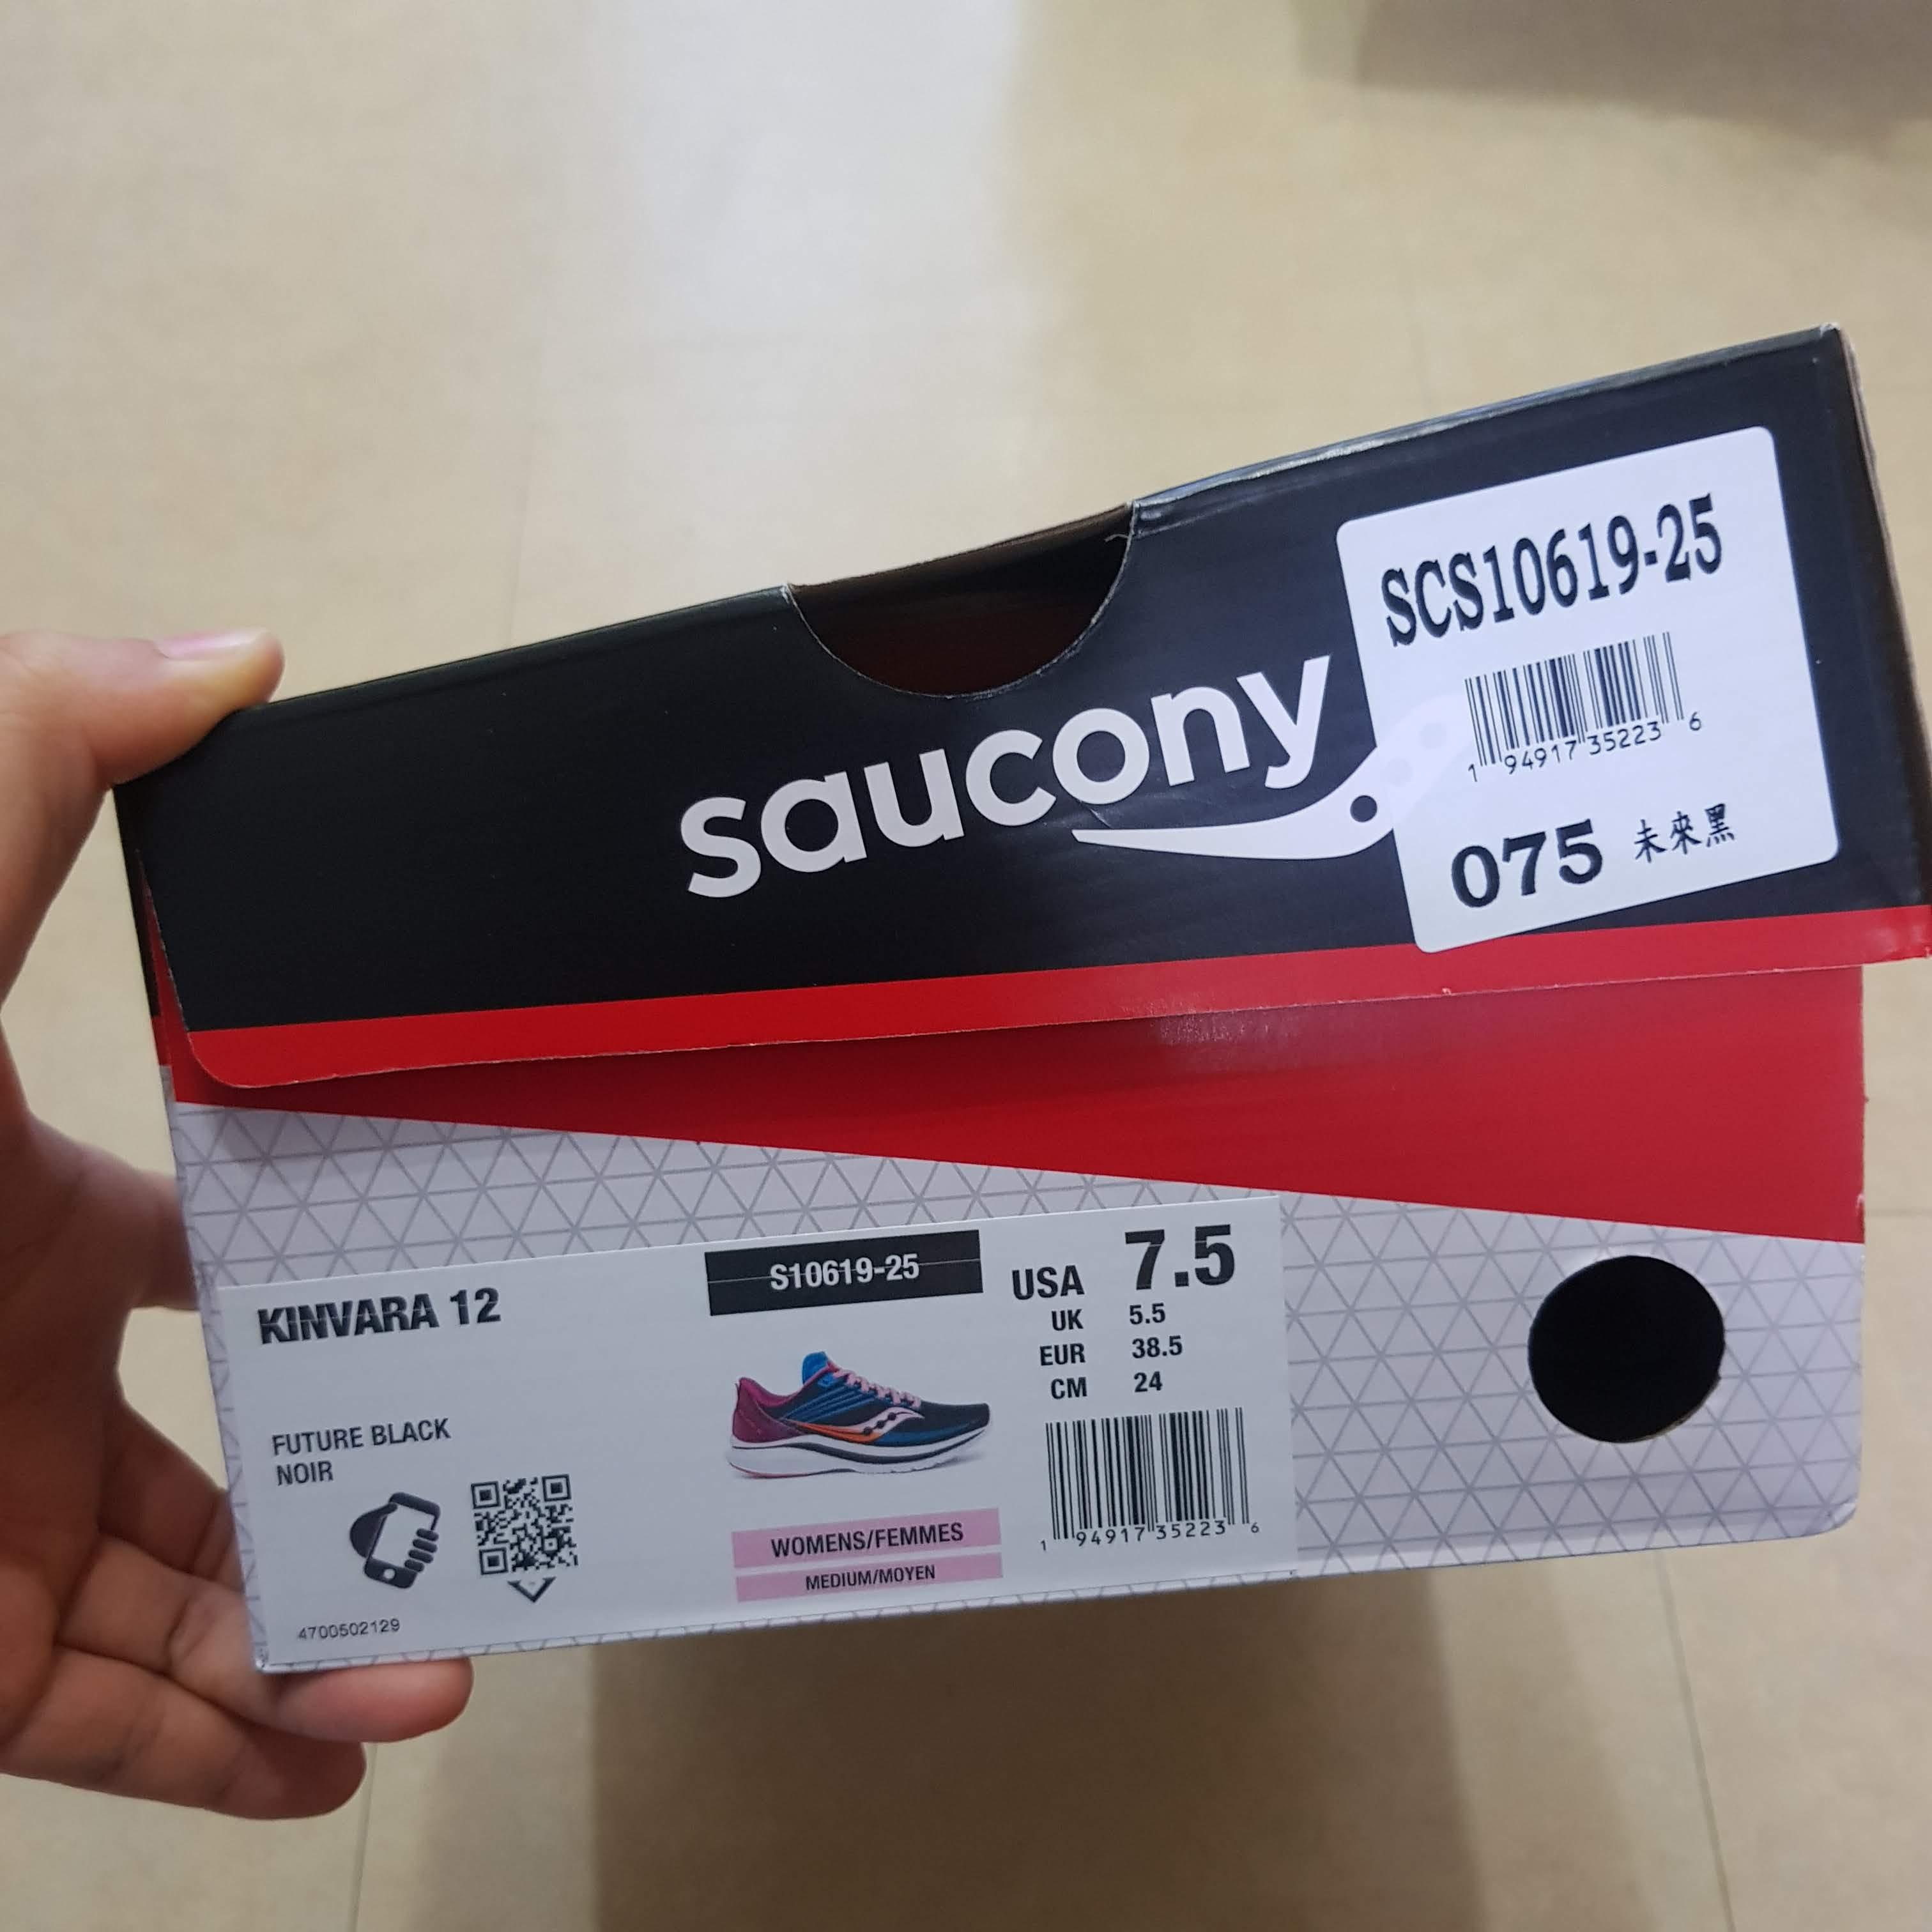 saucony
SCS10619-25
1 94917 35223 6
075 未來黑
KINVARA 12
S10619-25
USA 7.5
UK 5.5
EUR 38.5
CM 24
FUTURE BLACK
NOIR
WOMENS/FEMMES
MEDIUM/MOYEN
1 94917 35223 6
4700502129